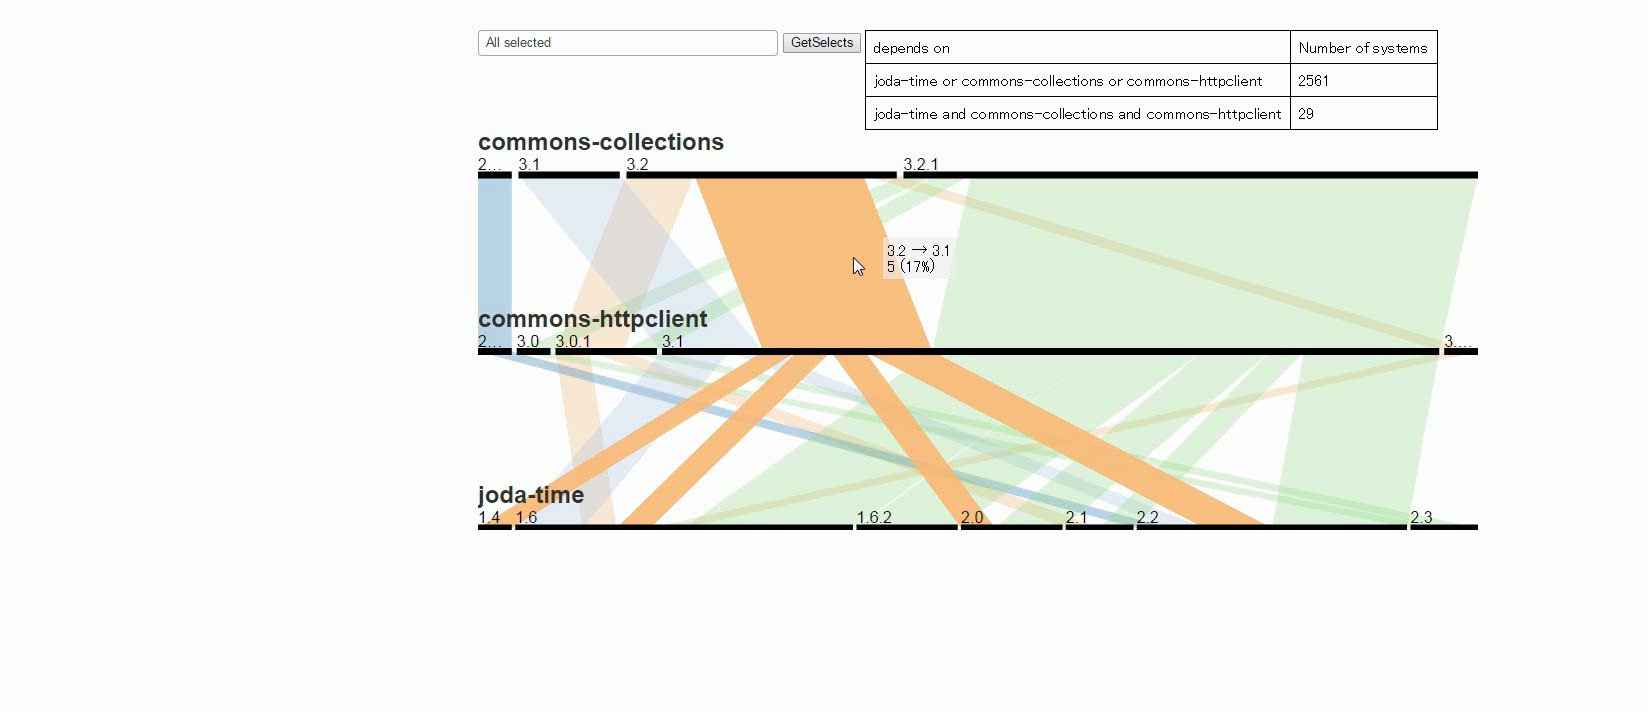 All selected
GetSelects
depends on
Number of systems
joda-time or commons-collections or commons-httpclient
2561
joda-time and commons-collections and commons-httpclient
29
commons-collections
2... 3.1 3.2 3.2.1
3.2 → 3.1
5 (17%)
commons-httpclient
2... 3.0 3.0.1 3.1 3....
joda-time
1.4 1.6 1.6.2 2.0 2.1 2.2 2.3